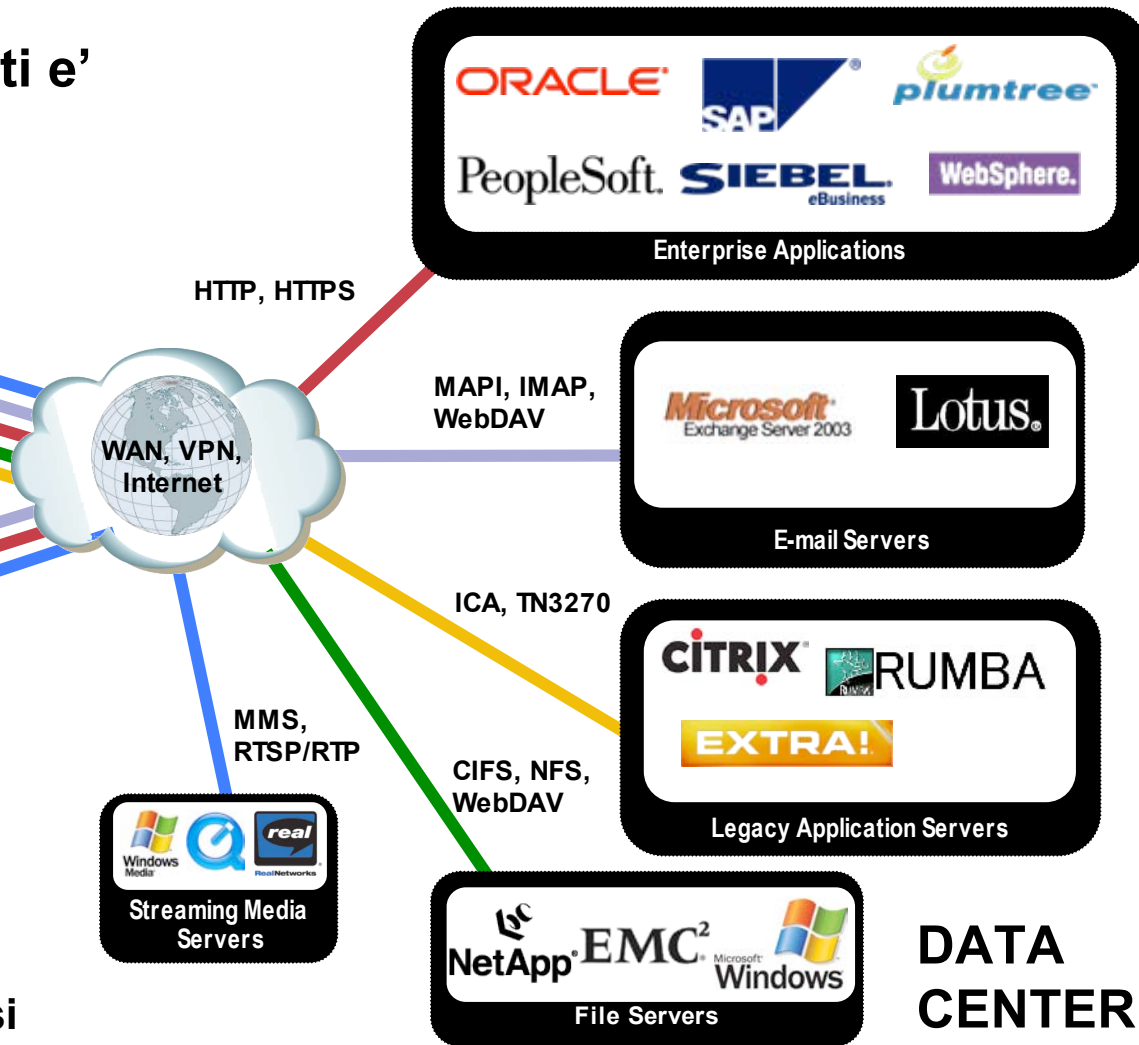 ti e’
ORACLE®
SAP®
plumtree™
PeopleSoft.
SIEBEL.
eBusiness
WebSphere.
Enterprise Applications
HTTP, HTTPS
MAPI, IMAP,
WebDAV
Microsoft®
Exchange Server 2003
Lotus®
E-mail Servers
WAN, VPN,
Internet
ICA, TN3270
CITRIX®
RUMBA
RUMBA
EXTRA!
Legacy Application Servers
MMS,
RTSP/RTP
CIFS, NFS,
WebDAV
Windows
Media
real
RealNetworks®
Streaming Media
Servers
NetApp®
EMC²
Microsoft®
Windows
File Servers
DATA
CENTER
si